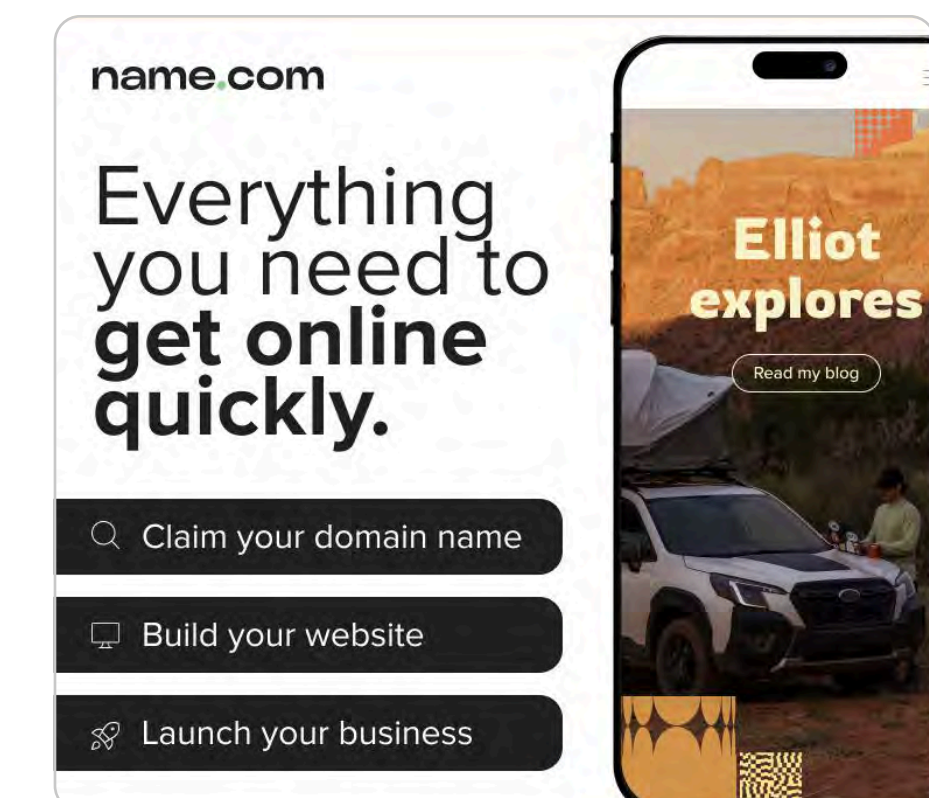 name.com
Everything
you need to
get online
quickly.
Claim your domain name
Build your website
Launch your business
Elliot
explores
Read my blog